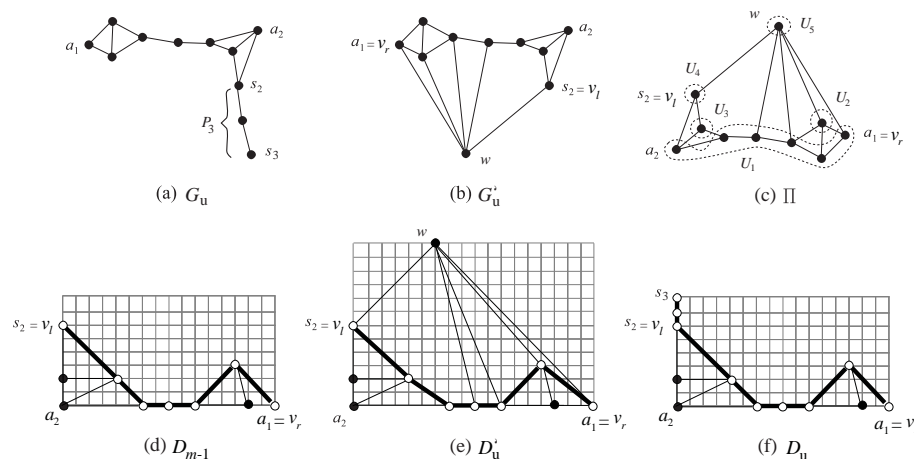 a1
a2
s2
P3
s3
(a) Gu
a1 = vr
a2
s2 = vl
w
(b) G'u
w
U5
U4
s2 = vl
U3
U2
a1 = vr
a2
U1
(c) Π
s2 = vl
a2
a1 = vr
(d) Dm-1
w
s2 = vl
a2
a1 = vr
(e) D'u
s3
s2 = vl
a2
a1 = v
(f) Du